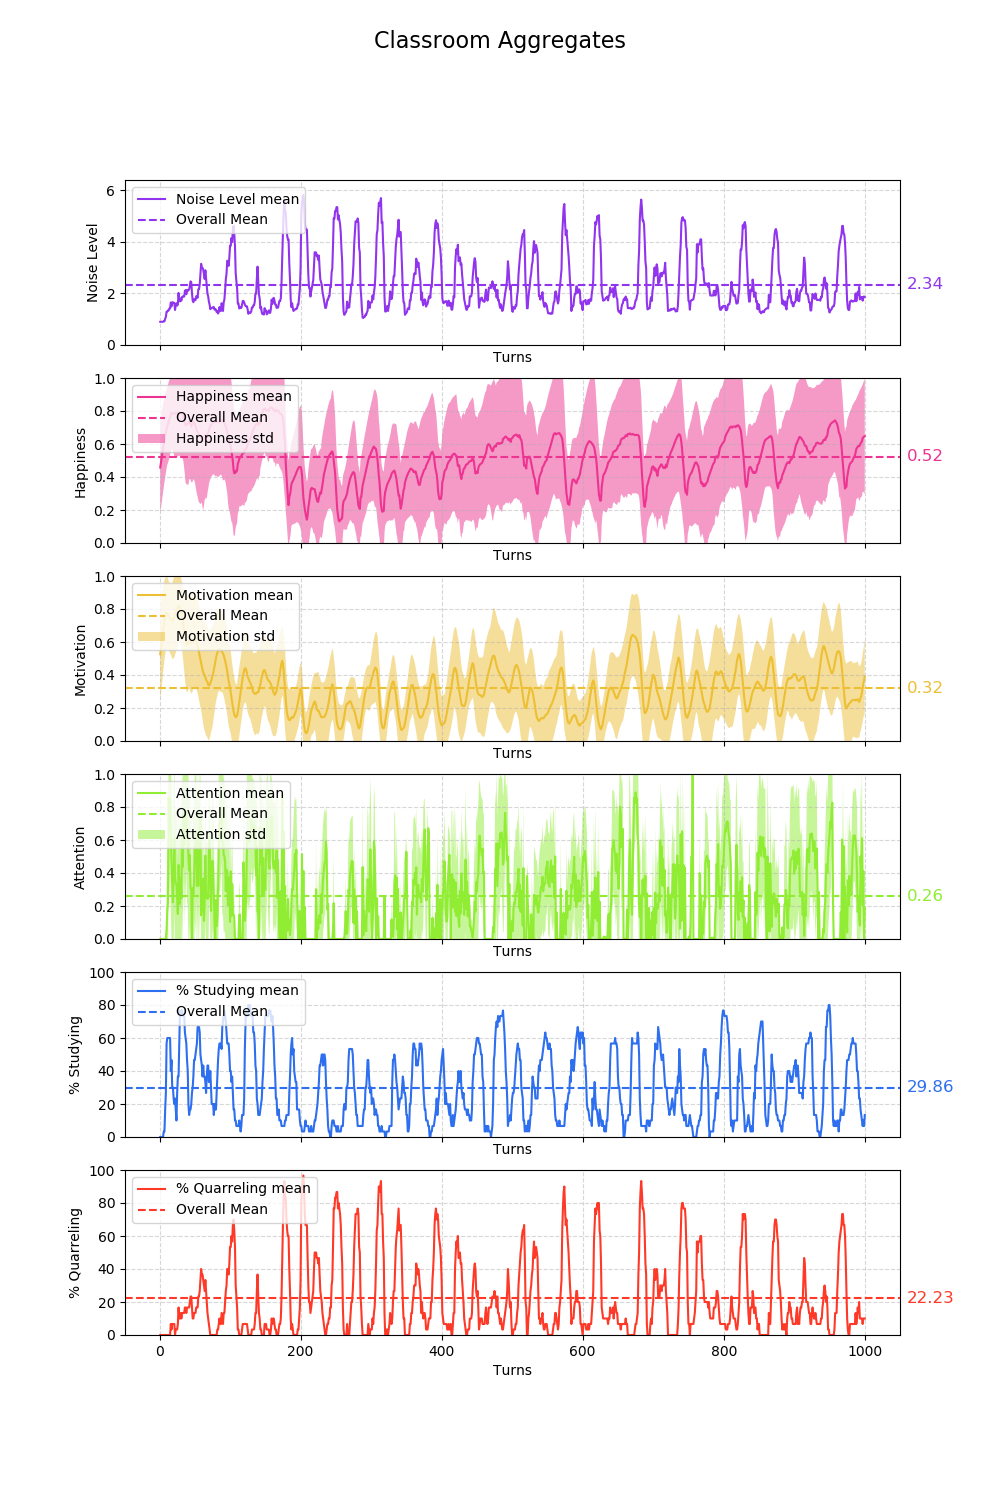 Classroom Aggregates
Noise Level mean
Overall Mean
Noise Level
6
4
2
0
2.34
Turns
Happiness mean
Overall Mean
Happiness std
Happiness
1.0
0.8
0.6
0.4
0.2
0.0
0.52
Turns
Motivation mean
Overall Mean
Motivation std
Motivation
1.0
0.8
0.6
0.4
0.2
0.0
0.32
Turns
Attention mean
Overall Mean
Attention std
Attention
1.0
0.8
0.6
0.4
0.2
0.0
0.26
Turns
% Studying mean
Overall Mean
% Studying
100
80
60
40
20
0
29.86
Turns
% Quarreling mean
Overall Mean
% Quarreling
100
80
60
40
20
0
22.23
0 200 400 600 800 1000
Turns